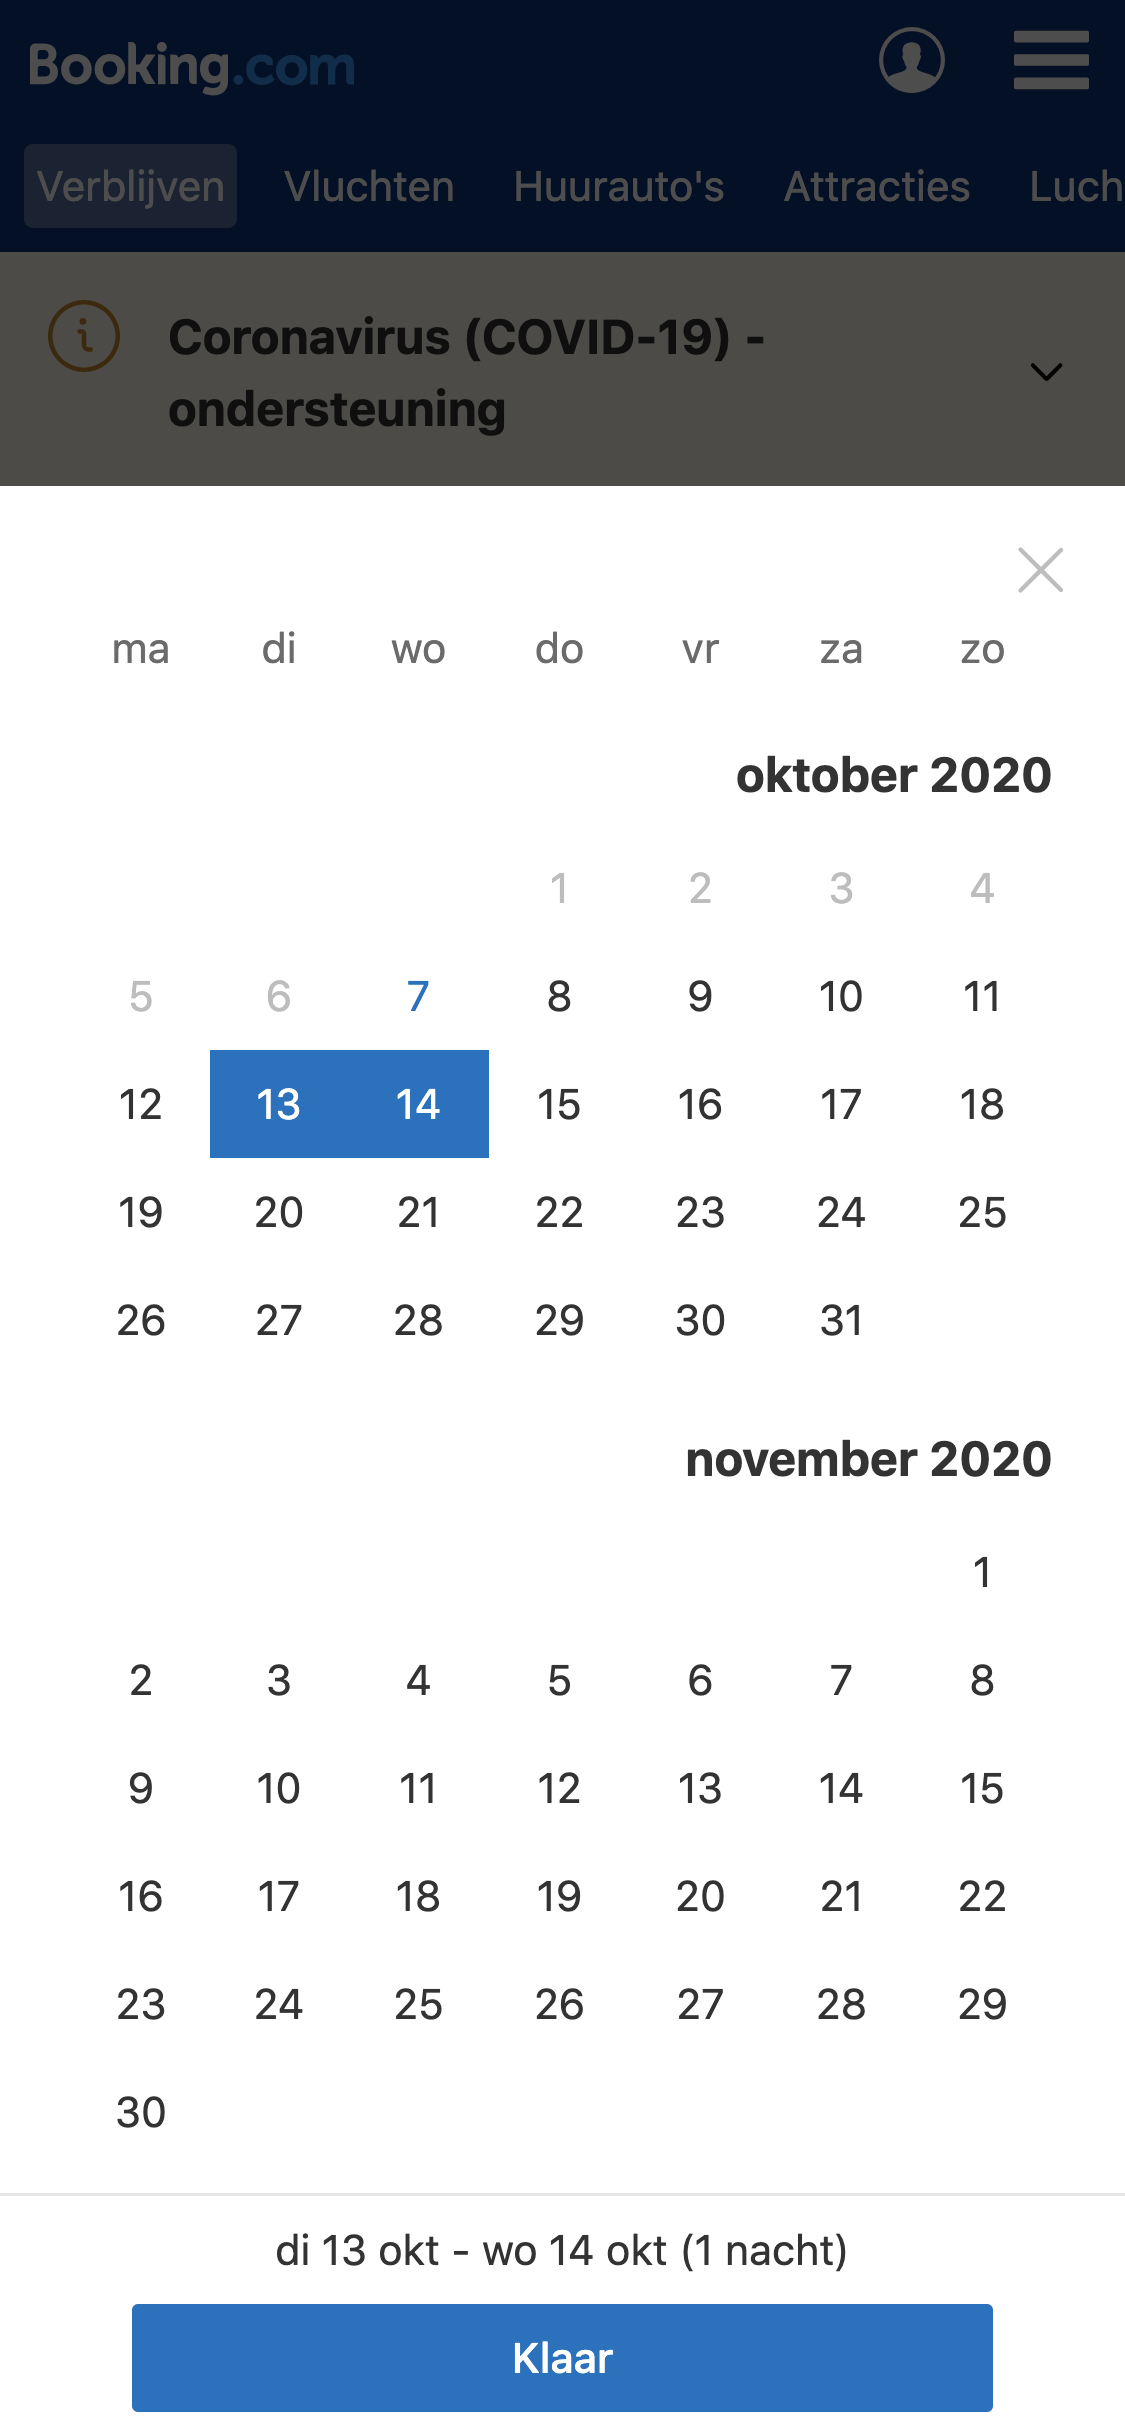 Booking.com
Verblijven Vluchten Huurauto's Attracties Luch
Coronavirus (COVID-19) -
ondersteuning
ma di wo do vr za zo
oktober 2020
1 2 3 4
5 6 7 8 9 10 11
12 13 14 15 16 17 18
19 20 21 22 23 24 25
26 27 28 29 30 31
november 2020
1
2 3 4 5 6 7 8
9 10 11 12 13 14 15
16 17 18 19 20 21 22
23 24 25 26 27 28 29
30
di 13 okt - wo 14 okt (1 nacht)
Klaar